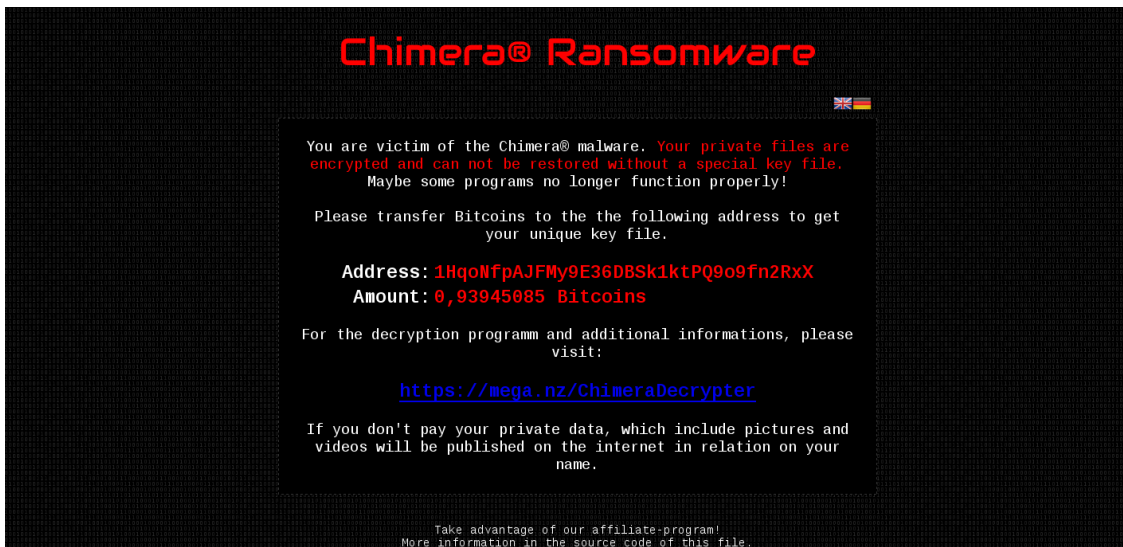 Chimera® Ransomware
You are victim of the Chimera® malware. Your private files are
encrypted and can not be restored without a special key file.
Maybe some programs no longer function properly!
Please transfer Bitcoins to the the following address to get
your unique key file.
Address: 1HqoNfpAJFMy9E36DBSk1ktPQ9o9fn2RxX
Amount: 0,93945085 Bitcoins
For the decryption programm and additional informations, please
visit:
https://mega.nz/ChimeraDecrypter
If you don't pay your private data, which include pictures and
videos will be published on the internet in relation on your
name.
Take advantage of our affiliate-program!
More information in the source code of this file.